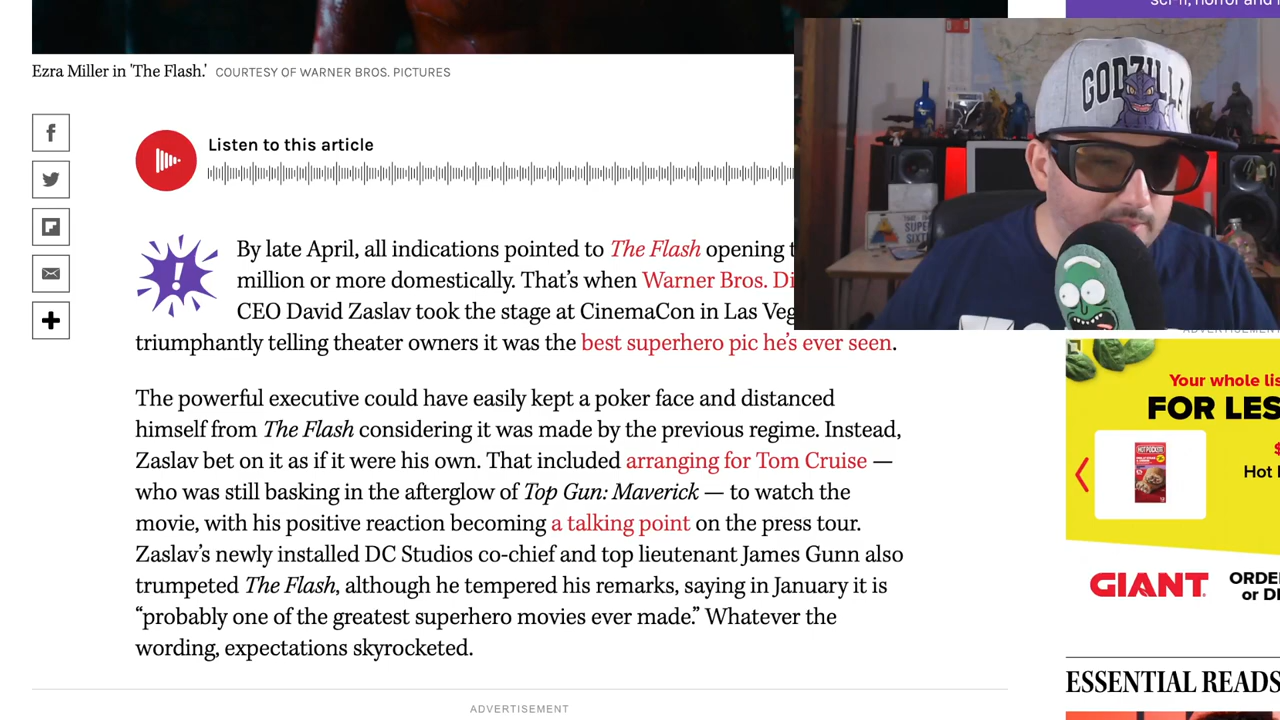 sci-fi, horror and
Ezra Miller in 'The Flash.' COURTESY OF WARNER BROS. PICTURES
GODZILLA
Listen to this article
By late April, all indications pointed to The Flash opening
million or more domestically. That's when Warner Bros.
CEO David Zaslav took the stage at CinemaCon in Las
triumphantly telling theater owners it was the best superhero pic he's ever seen.
ADVERTISEMENT
The powerful executive could have easily kept a poker face and distanced
himself from The Flash considering it was made by the previous regime. Instead,
Zaslav bet on it as if it were his own. That included arranging for Tom Cruise —
who was still basking in the afterglow of Top Gun: Maverick — to watch the
movie, with his positive reaction becoming a talking point on the press tour.
Zaslav's newly installed DC Studios co-chief and top lieutenant James Gunn also
trumpeted The Flash, although he tempered his remarks, saying in January it is
“probably one of the greatest superhero movies ever made.” Whatever the
wording, expectations skyrocketed.
ADVERTISEMENT
Your whole
FOR LES
HOT POCKETS
Hot
GIANT
ORDE
or
ESSENTIAL READS